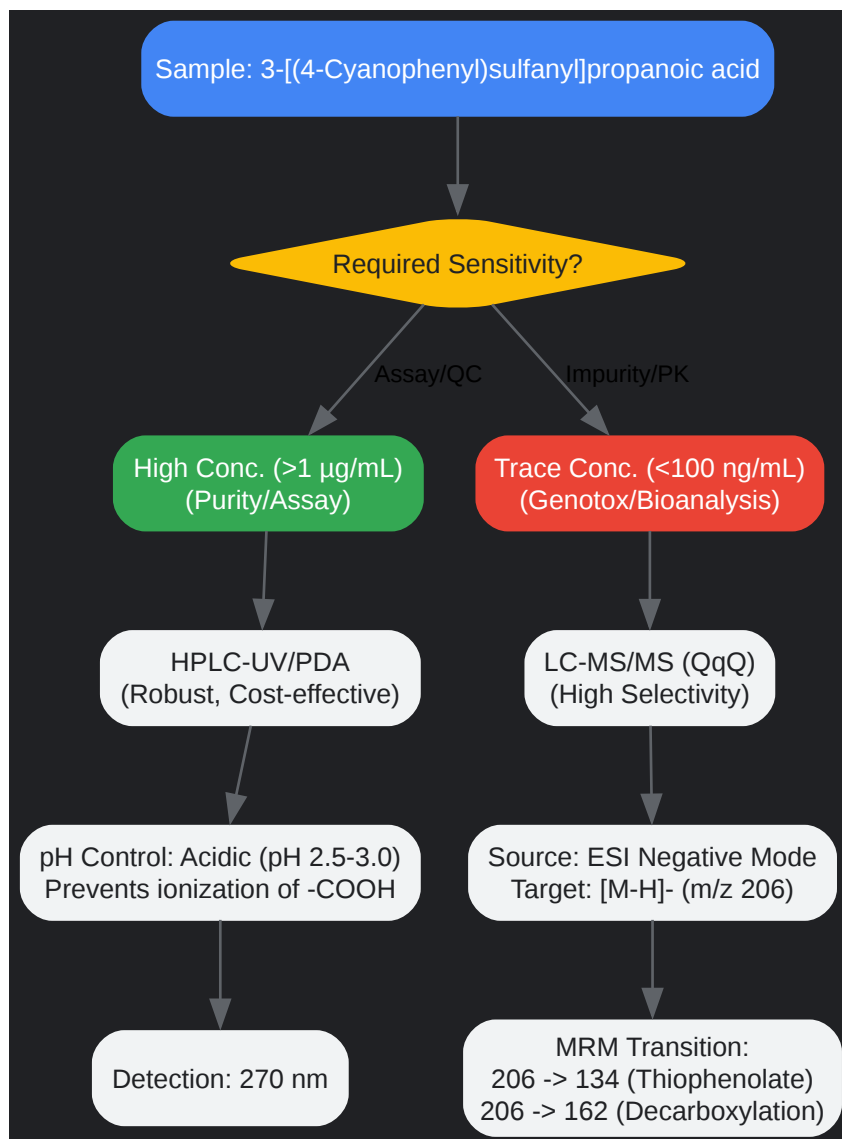 Sample: 3-[(4-Cyanophenyl)sulfanyl]propanoic acid
Required Sensitivity?
Assay/QC
Impurity/PK
High Conc. (>1 µg/mL)
(Purity/Assay)
Trace Conc. (<100 ng/mL)
(Genotox/Bioanalysis)
HPLC-UV/PDA
(Robust, Cost-effective)
LC-MS/MS (QqQ)
(High Selectivity)
pH Control: Acidic (pH 2.5-3.0)
Prevents ionization of -COOH
Source: ESI Negative Mode
Target: [M-H]- (m/z 206)
Detection: 270 nm
MRM Transition:
206 -> 134 (Thiophenolate)
206 -> 162 (Decarboxylation)